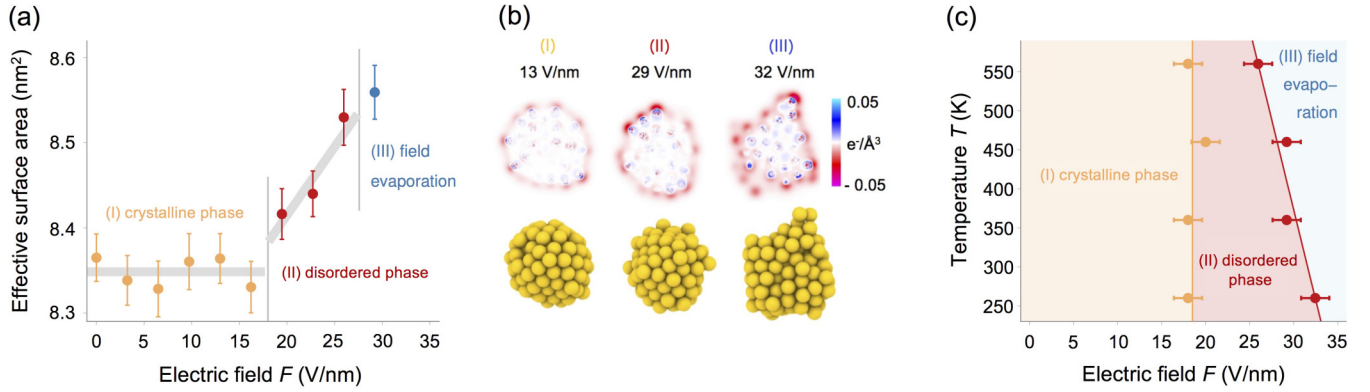 (a)
Effective surface area (nm²)
8.6
8.5
8.4
8.3
(I) crystalline phase
(II) disordered phase
(III) field
evaporation
0 5 10 15 20 25 30 35
Electric field F (V/nm)
(b)
(I) (II) (III)
13 V/nm 29 V/nm 32 V/nm
0.05
e⁻/Å³
- 0.05
(c)
Temperature T (K)
550
500
450
400
350
300
250
(I) crystalline phase
(II) disordered
phase
(III) field
evapo–
ration
0 5 10 15 20 25 30 35
Electric field F (V/nm)